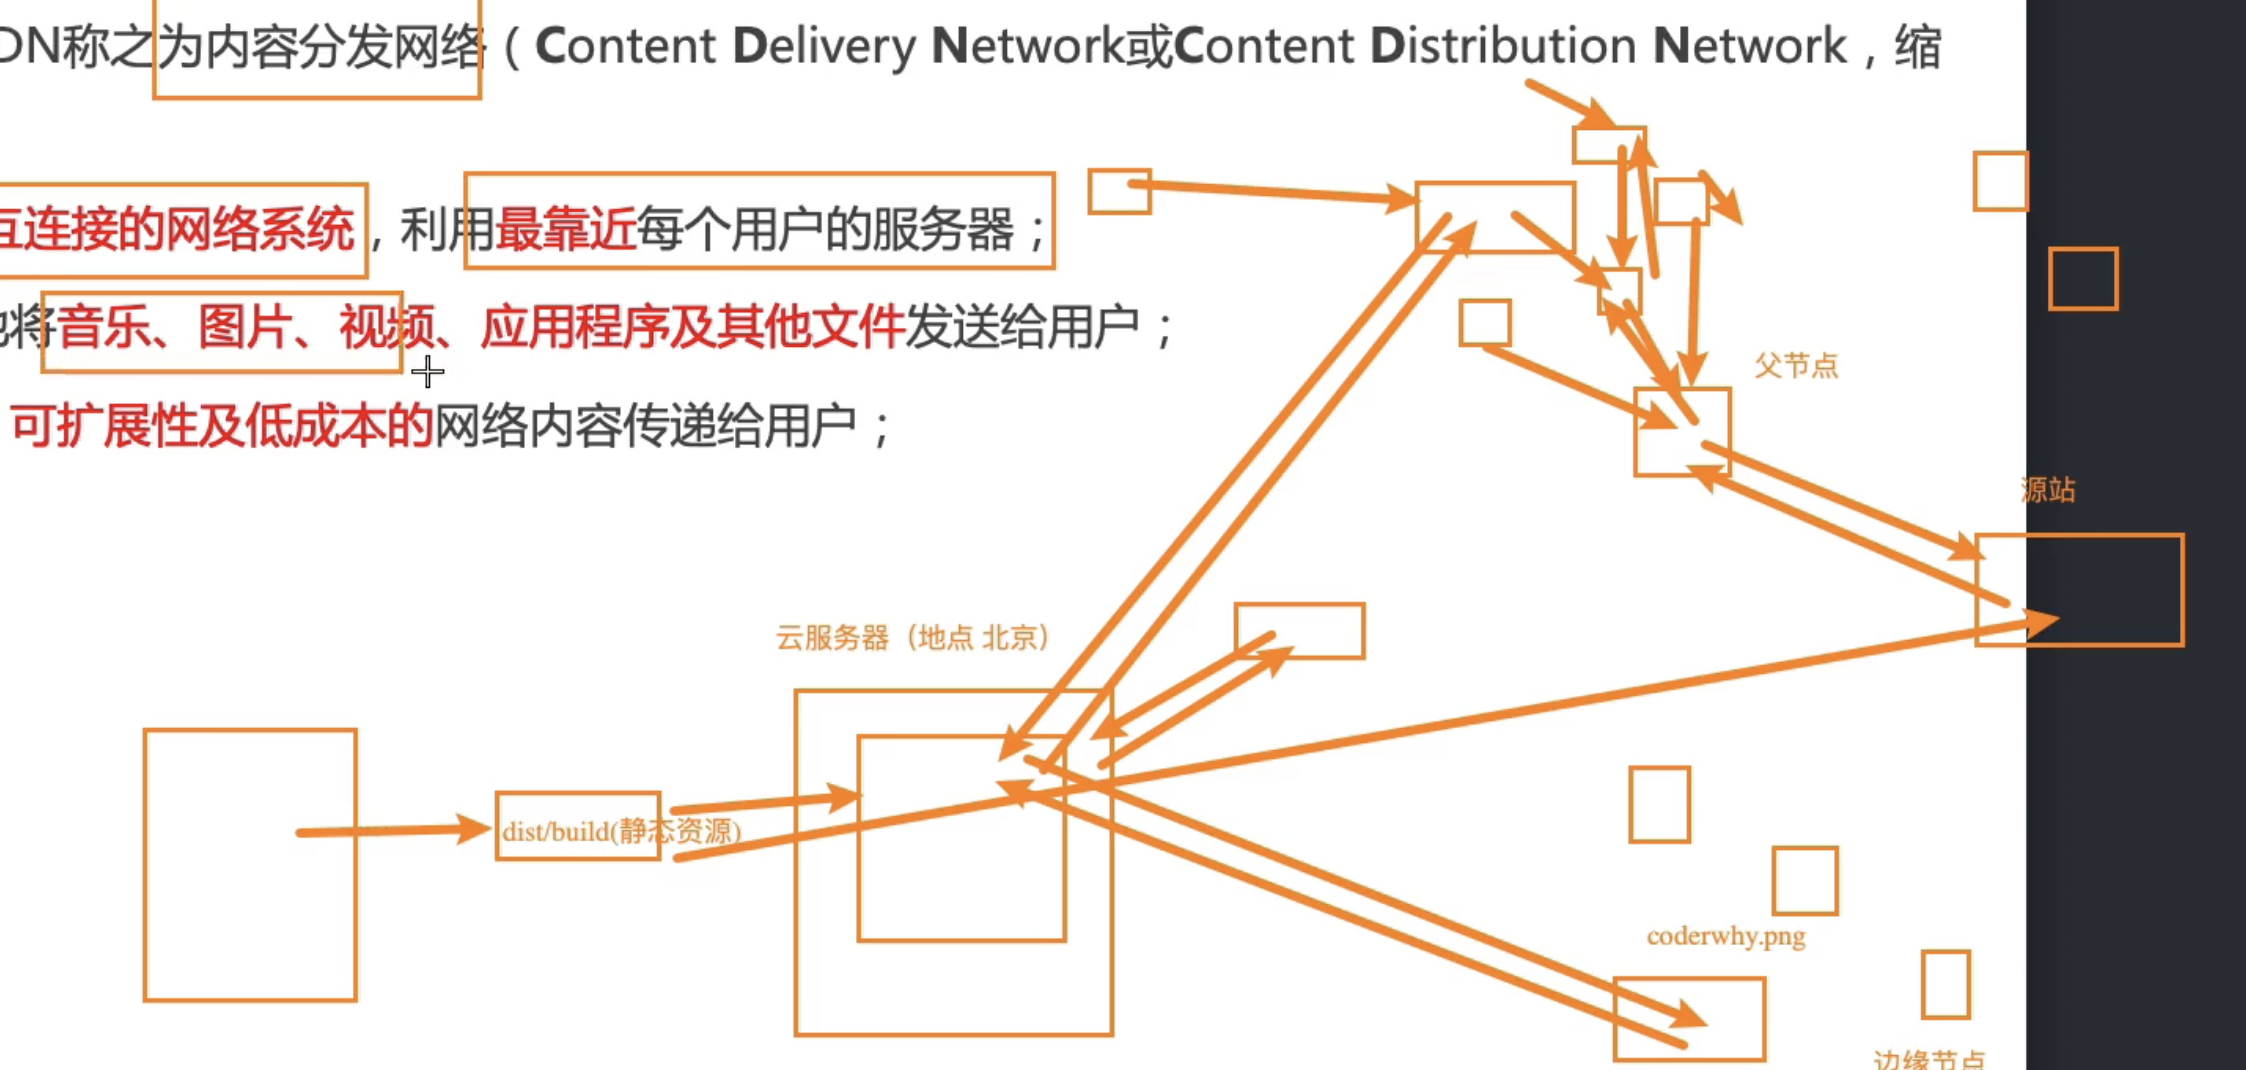 DN称之为内容分发网络（Content Delivery Network或Content Distribution Network，缩
互连接的网络系统，利用最靠近每个用户的服务器；
将音乐、图片、视频、应用程序及其他文件发送给用户；
可扩展性及低成本的网络内容传递给用户；
父节点
源站
云服务器（地点 北京）
dist/build(静态资源)
coderwhy.png
边缘节点